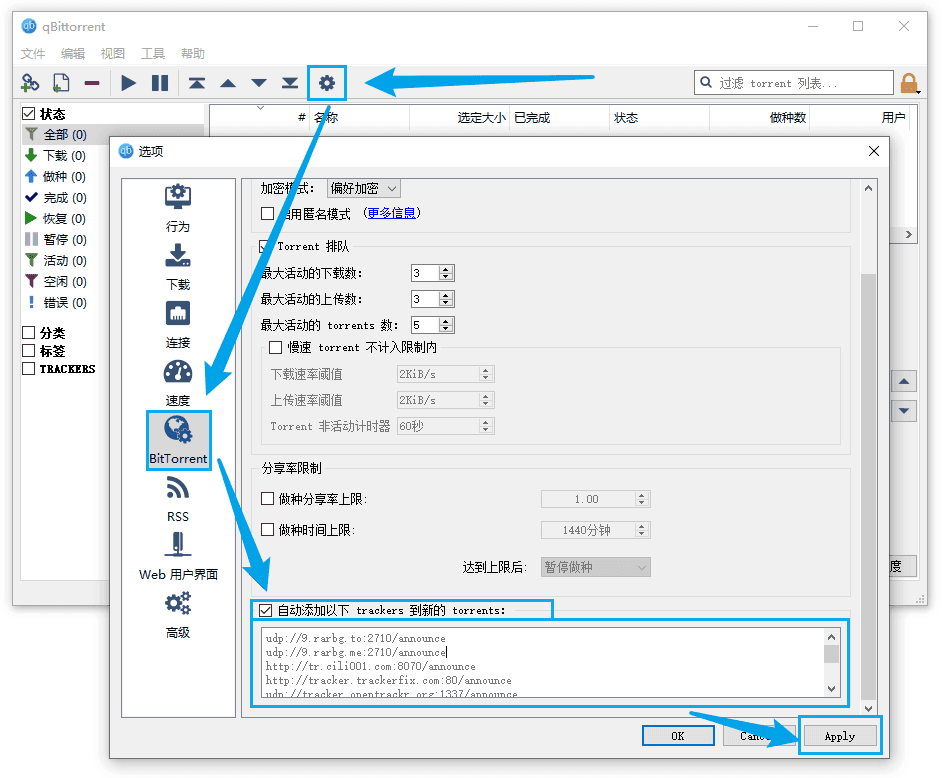 qBittorrent
文件 编辑 视图 工具 帮助
过滤 torrent 列表...
状态
# 名称 选定大小 已完成 状态 做种数 用户
全部 (0)
下载 (0)
做种 (0)
完成 (0)
恢复 (0)
暂停 (0)
活动 (0)
空闲 (0)
错误 (0)
分类
标签
TRACKERS
度
选项
行为
下载
连接
速度
BitTorrent
RSS
Web 用户界面
高级
加密模式: 偏好加密
启用匿名模式 (更多信息)
Torrent 排队
最大活动的下载数: 3
最大活动的上传数: 3
最大活动的 torrents 数: 5
慢速 torrent 不计入限制内
下载速率阈值 2KiB/s
上传速率阈值 2KiB/s
Torrent 非活动计时器 60秒
分享率限制
做种分享率上限: 1.00
做种时间上限: 1440分钟
达到上限后: 暂停做种
自动添加以下 trackers 到新的 torrents:
udp://9.rarbg.to:2710/announce
udp://9.rarbg.me:2710/announce
http://tr.cili001.com:8070/announce
http://tracker.trackerfix.com:80/announce
udp://tracker.opentrackr.org:1337/announce
OK Cancel Apply